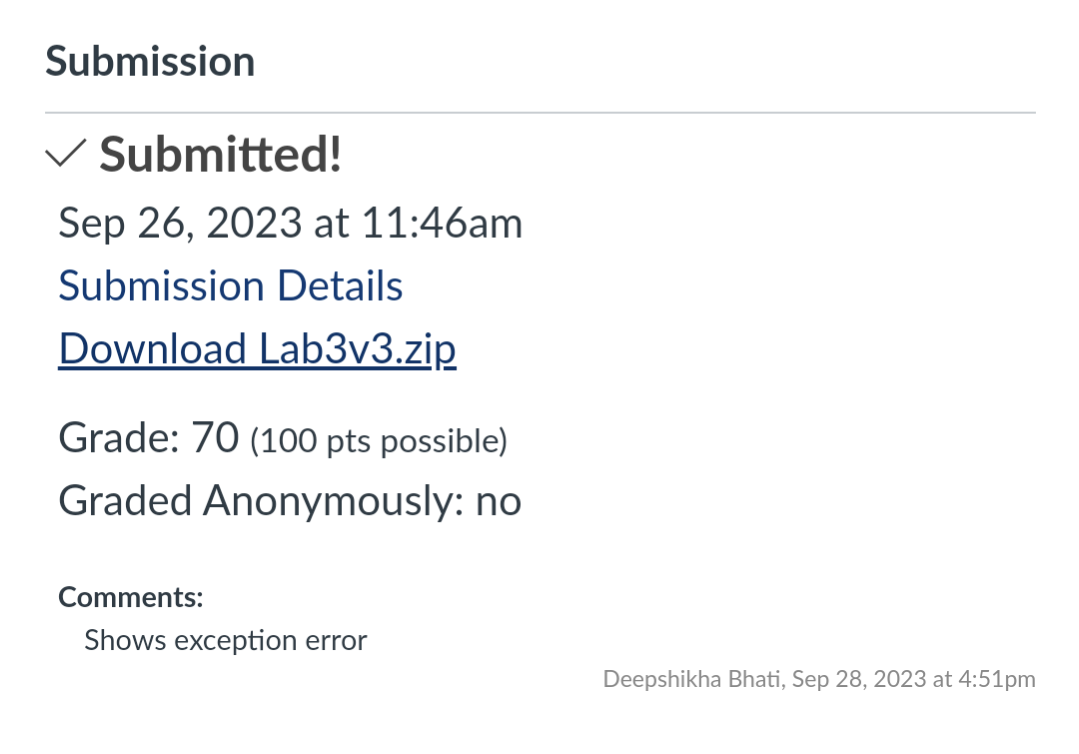 Submission
Submitted!
Sep 26, 2023 at 11:46am
Submission Details
Download Lab3v3.zip
Grade: 70 (100 pts possible)
Graded Anonymously: no
Comments:
Shows exception error
Deepshikha Bhati, Sep 28, 2023 at 4:51pm